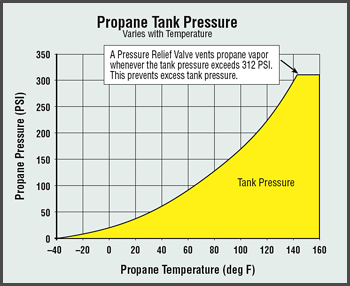 Propane Tank Pressure
Varies with Temperature
A Pressure Relief Valve vents propane vapor
whenever the tank pressure exceeds 312 PSI.
This prevents excess tank pressure.
Propane Pressure (PSI)
350
300
250
200
150
100
50
0
Tank Pressure
–40 –20 0 20 40 60 80 100 120 140 160
Propane Temperature (deg F)